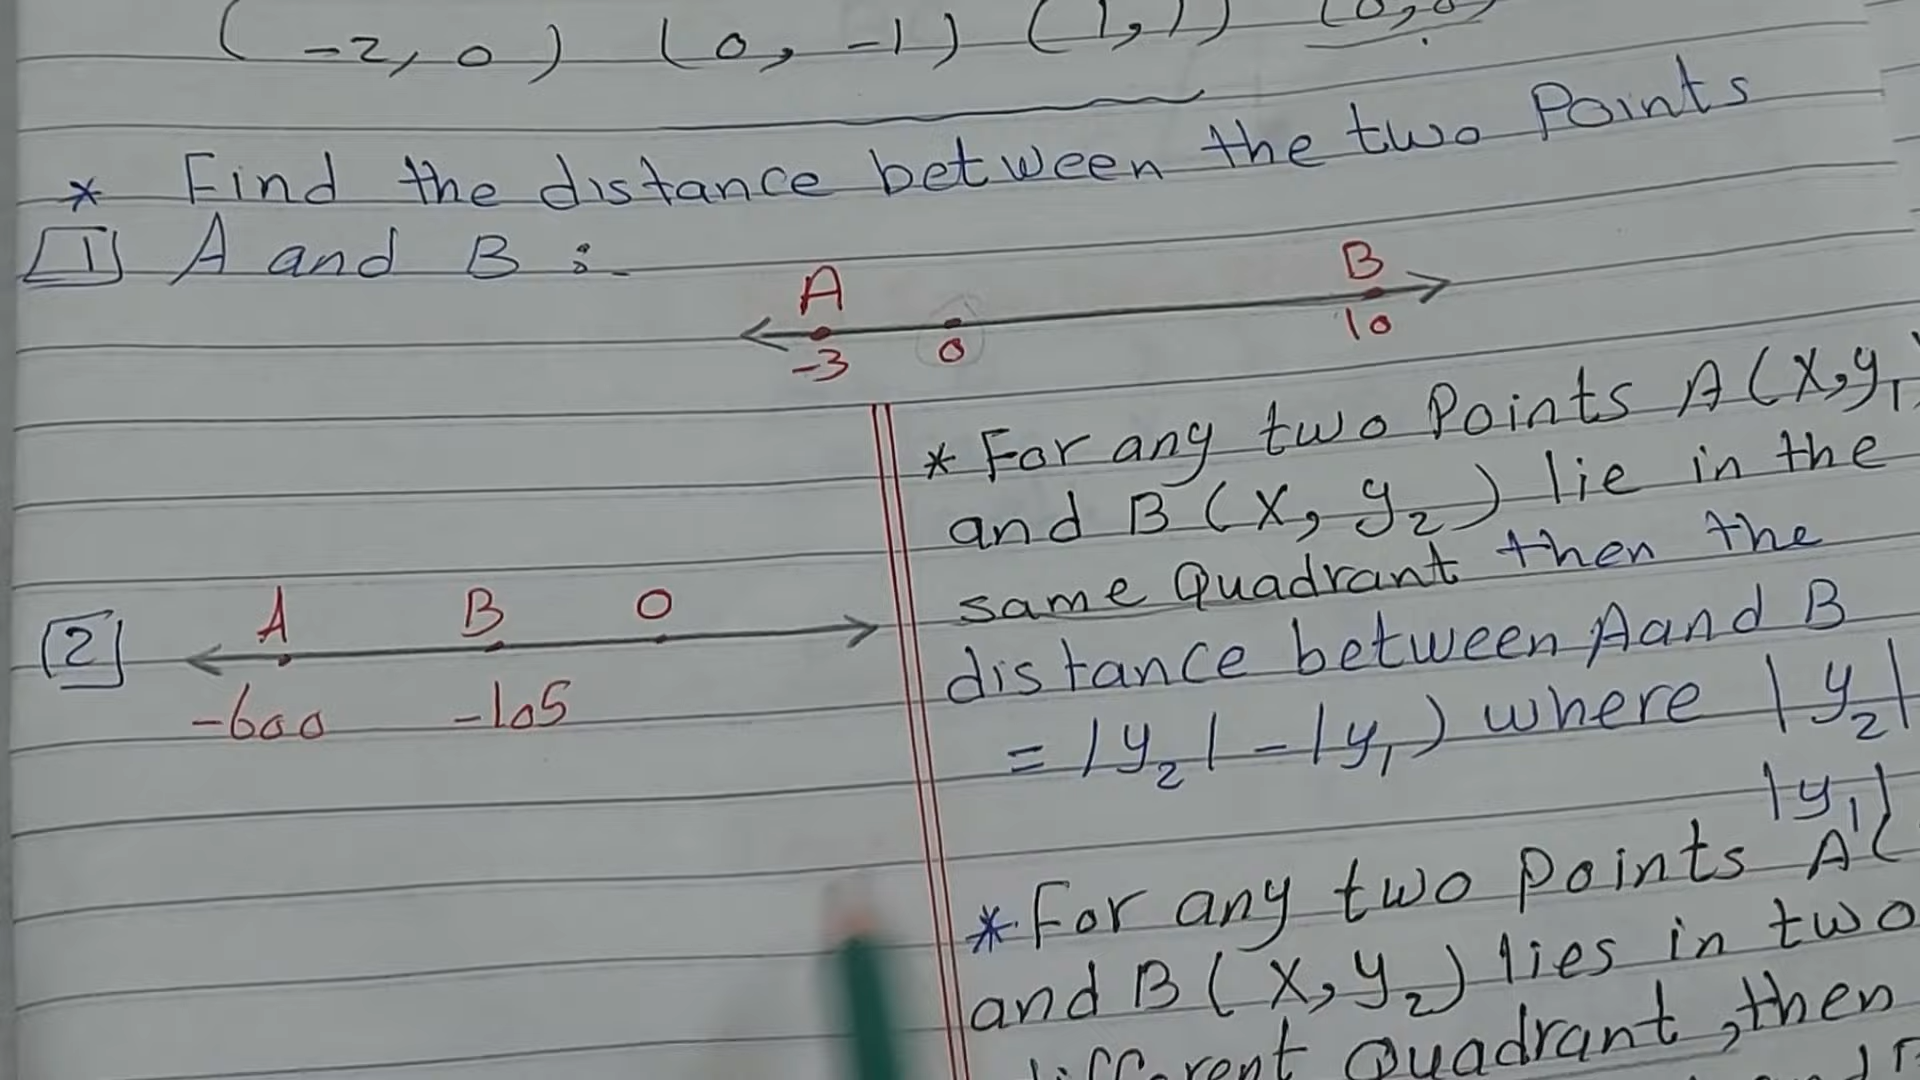 (-2, 0) (0, -1) (1, 1)
* Find the distance between the two Points
[1] A and B :-
A B
-3 0 10
[2] A B 0
-600 -105
* For any two Points A(X, y1)
and B (X, y2) lie in the
same Quadrant then the
distance between A and B
= |y2| - |y1| where |y2|
|y1|
* For any two points A(
and B (X, y2) lies in two
different Quadrant, then